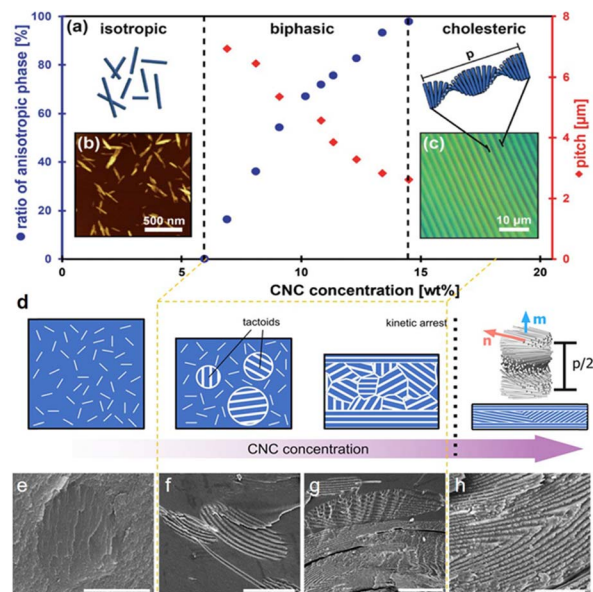 (a) isotropic biphasic cholesteric
ratio of anisotropic phase [%]
100
80
60
40
20
0
8
6
4
2
0
pitch [µm]
p
(b)
500 nm
(c)
10 µm
0 5 10 15 20
CNC concentration [wt%]
d
tactoids
kinetic arrest
m
n
p/2
CNC concentration
e f g h